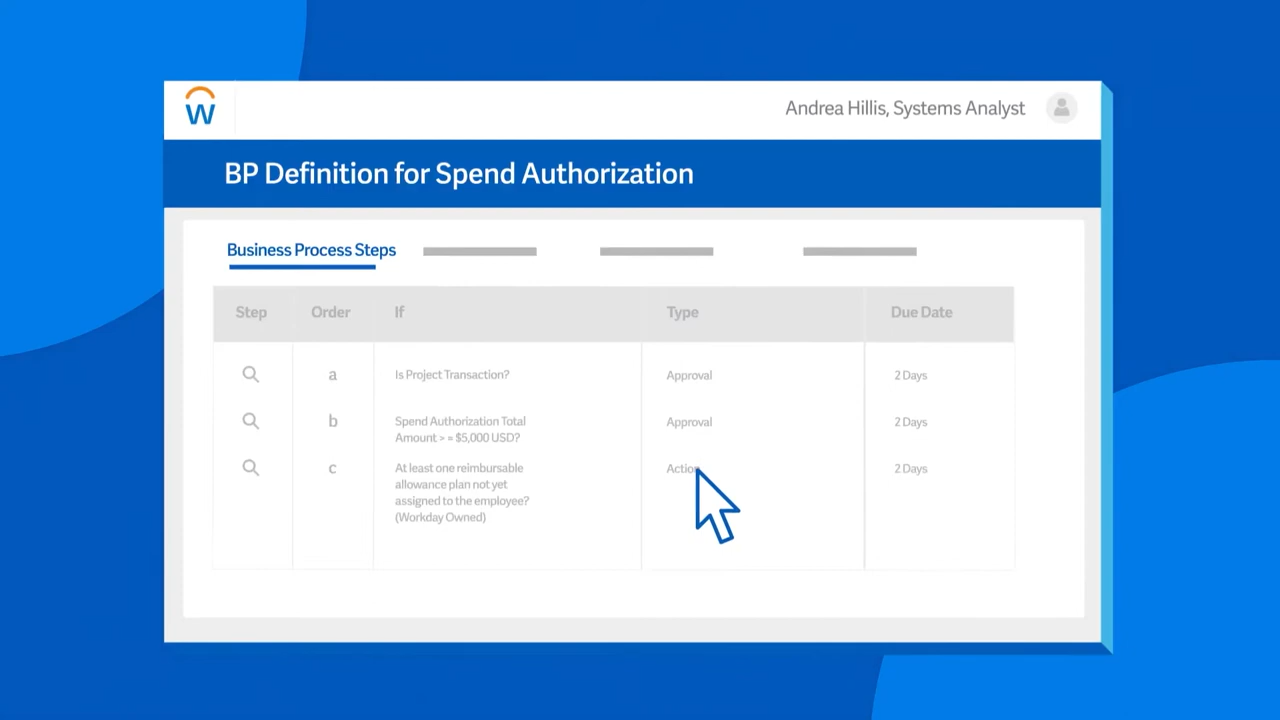 W
Andrea Hillis, Systems Analyst
BP Definition for Spend Authorization
Business Process Steps
Step Order If Type Due Date
a Is Project Transaction? Approval 2 Days
b Spend Authorization Total Approval 2 Days
Amount > = $5,000 USD?
c At least one reimbursable Action 2 Days
allowance plan not yet
assigned to the employee?
(Workday Owned)